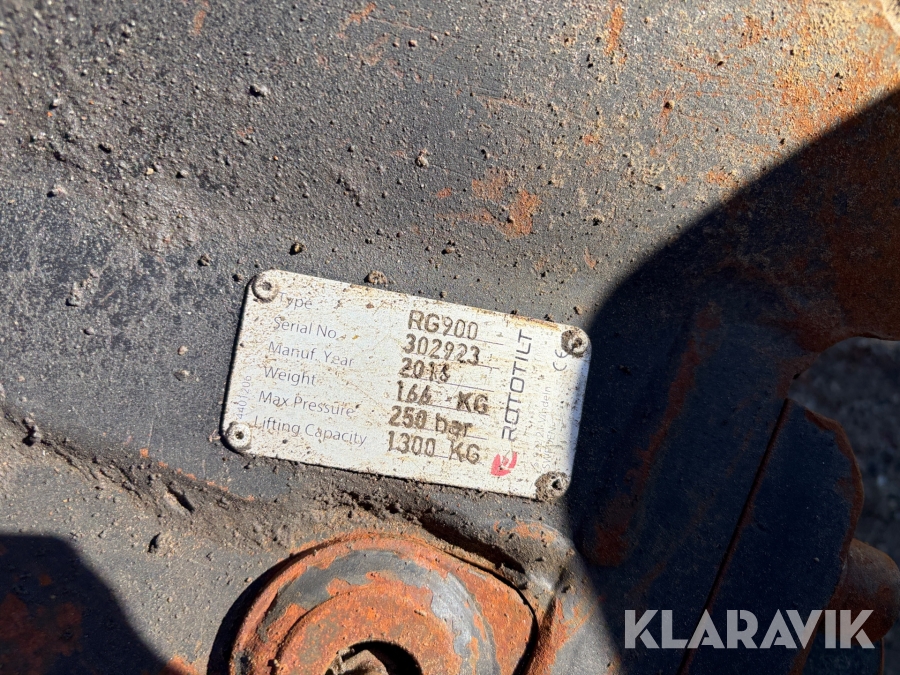 Type RG900
Serial No. 302923
Manuf. Year 2016
Weight 166 KG
Max Pressure 250 bar
Lifting Capacity 1300 KG
ROTOTILT
CE
KLARAVIK